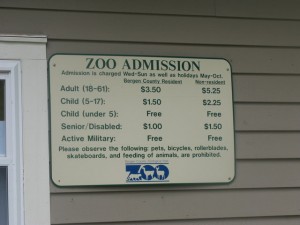 ZOO ADMISSION
Admission is charged Wed-Sun as well as holidays May-Oct.
Bergen County Resident Non-resident
Adult (18-61): $3.50 $5.25
Child (5-17): $1.50 $2.25
Child (under 5): Free Free
Senior/Disabled: $1.00 $1.50
Active Military: Free Free
Please observe the following: pets, bicycles, rollerblades,
skateboards, and feeding of animals, are prohibited.
ZOO